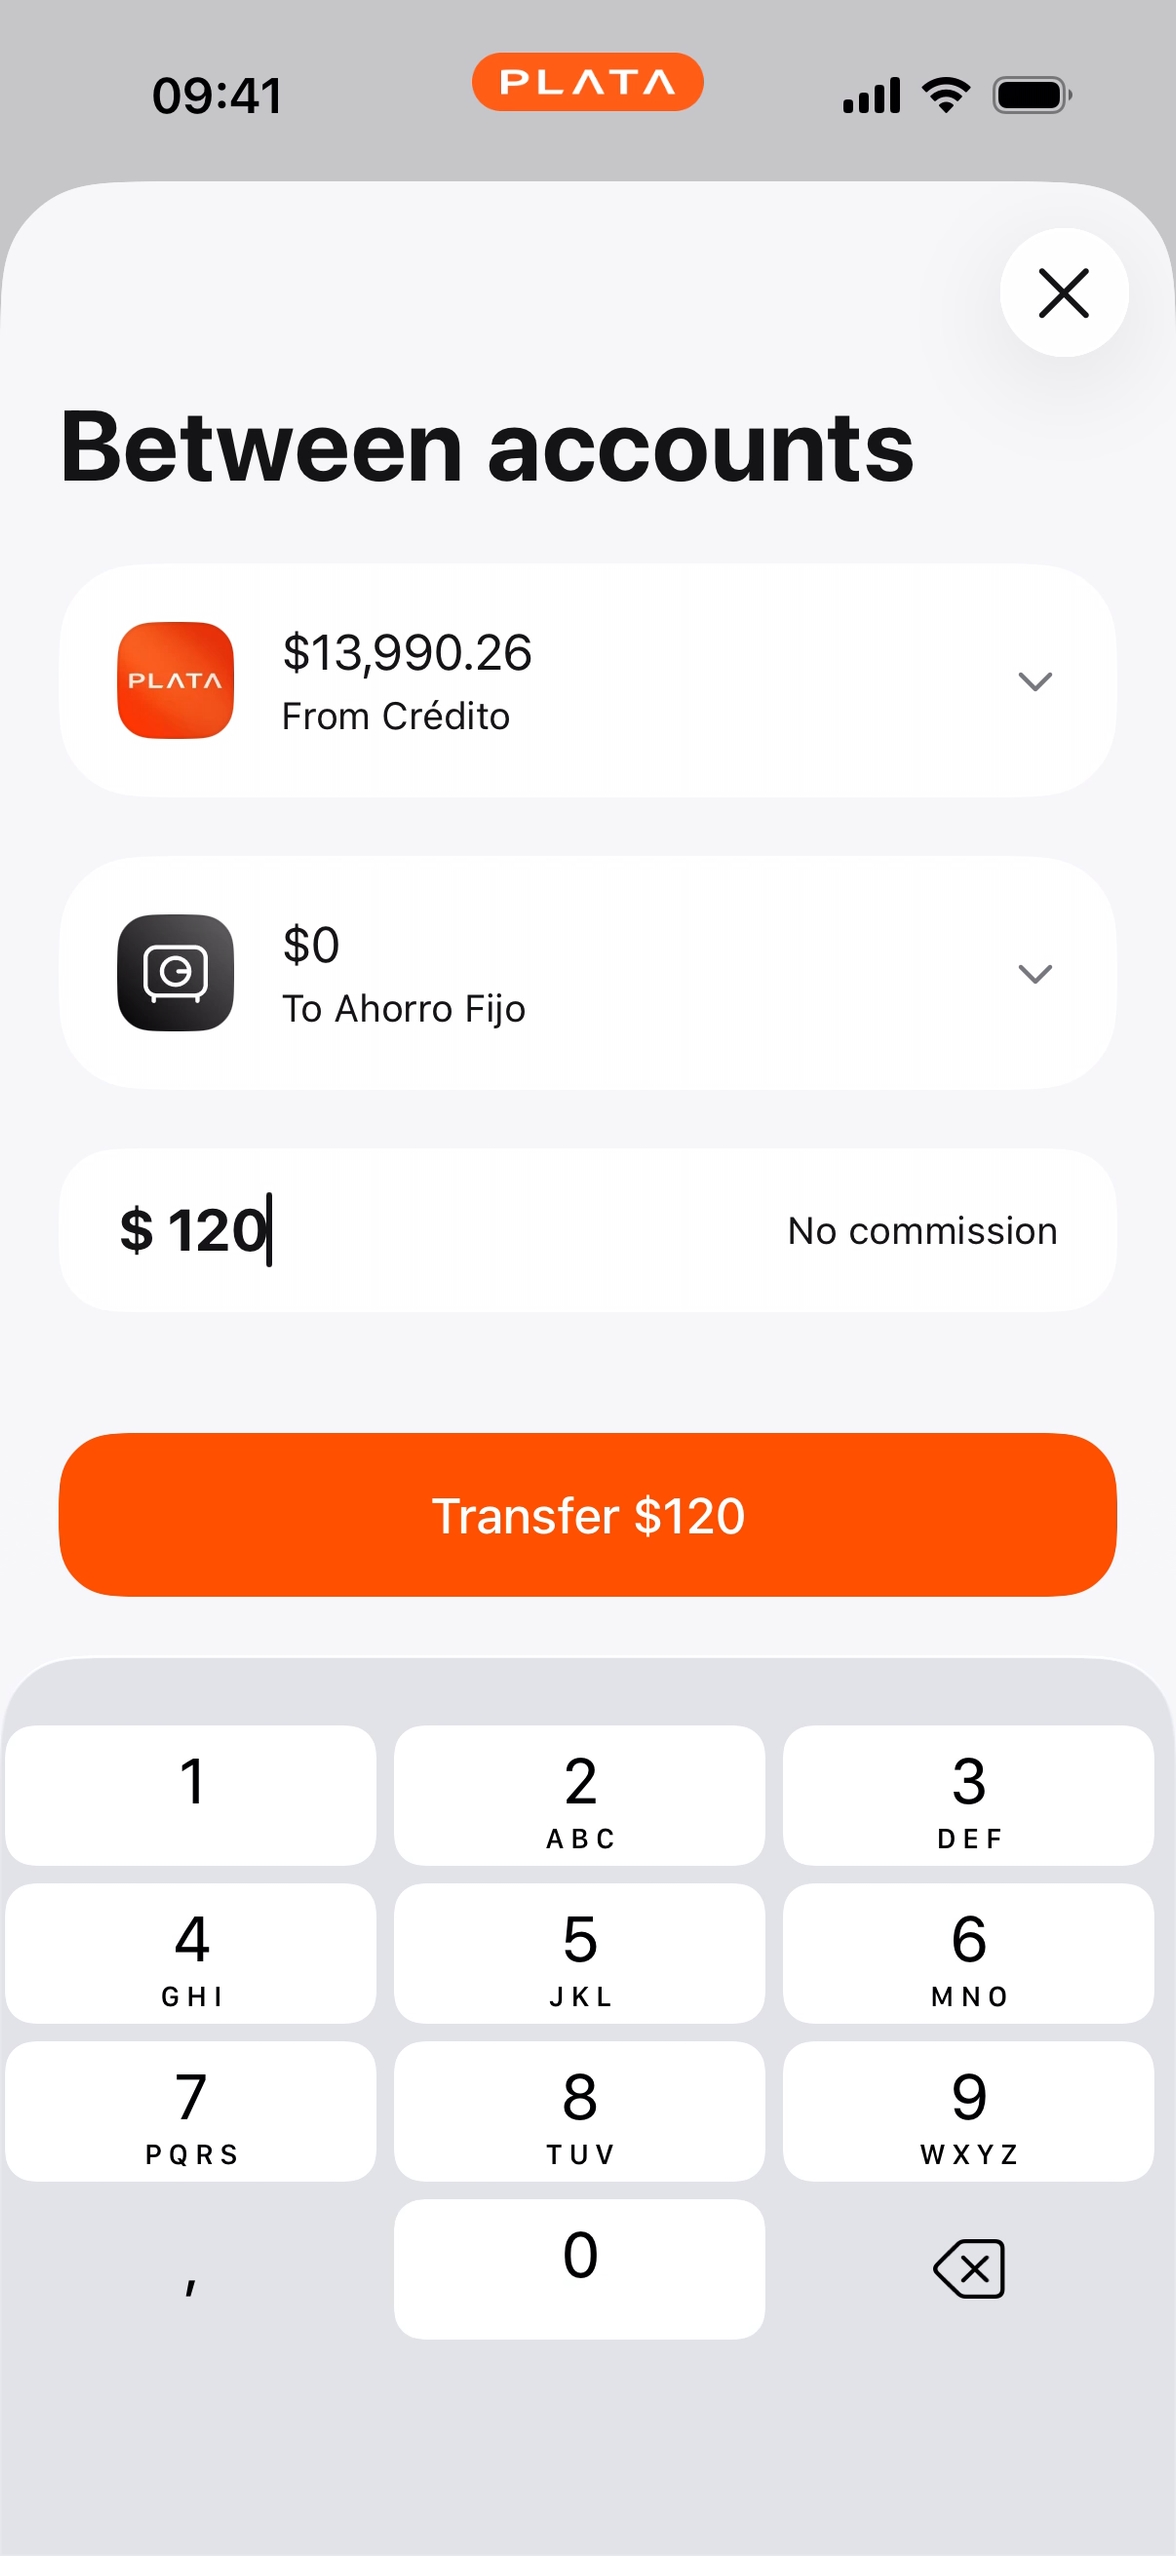 09:41
PLATA
Between accounts
PLATA
$13,990.26
From Crédito
$0
To Ahorro Fijo
$ 120
No commission
Transfer $120
1
2
ABC
3
DEF
4
GHI
5
JKL
6
MNO
7
PQRS
8
TUV
9
WXYZ
,
0